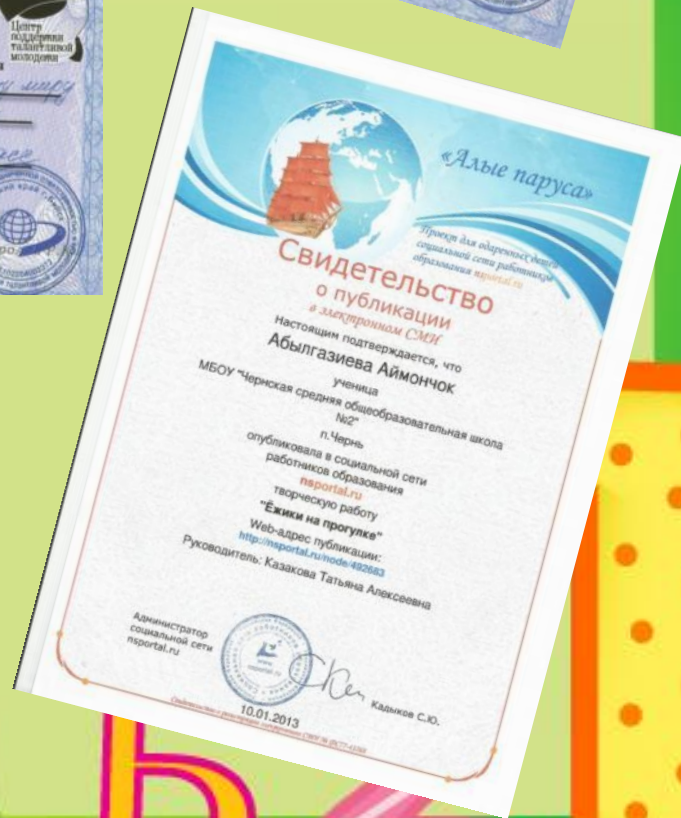 Центр
поддержки
талантливой
молодежи
«Алые паруса»
Проект для одаренных детей
социальной сети работников
образования nsportal.ru
Свидетельство
о публикации
в электронном СМИ
Настоящим подтверждается, что
Абылгазиева Аймончок
ученица
МБОУ "Чернская средняя общеобразовательная школа
№2"
п.Чернь
опубликовала в социальной сети
работников образования
nsportal.ru
творческую работу
"Ёжики на прогулке"
Web-адрес публикации:
http://nsportal.ru/node/492683
Руководитель: Казакова Татьяна Алексеевна
Администратор
социальной сети
nsportal.ru
www.
nsportal.ru
Кадыков С.Ю.
10.01.2013